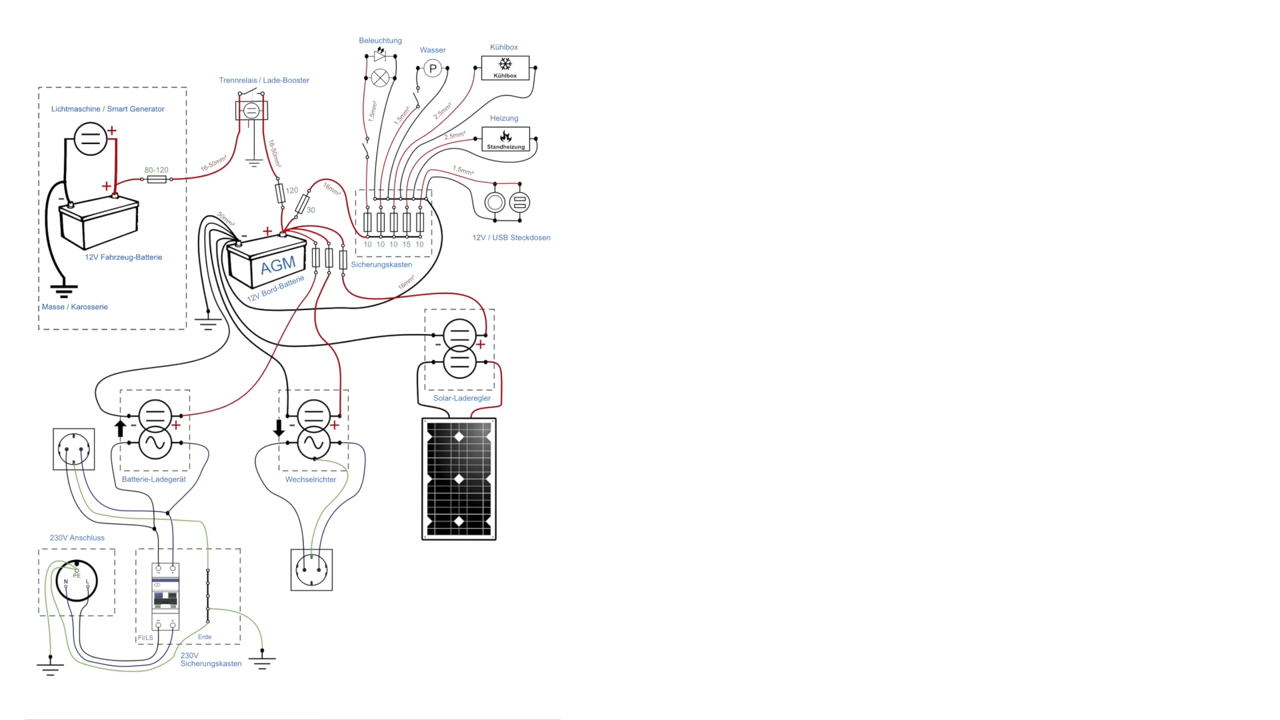 Beleuchtung
Wasser
Kühlbox
P
Kühlbox
Trennrelais / Lade-Booster
Lichtmaschine / Smart Generator
+
1,5mm²
1,5mm²
2,5mm²
Heizung
2,5mm²
Standheizung
80-120
16-50mm²
16-50mm²
1,5mm²
+
-
120
30
16mm²
50mm²
12V / USB Steckdosen
-
+
10 10 10 15 10
12V Fahrzeug-Batterie
AGM
12V Bord-Batterie
Sicherungskasten
16mm²
Masse / Karosserie
-
+
Solar-Laderegler
-
+
-
+
Batterie-Ladegerät
Wechselrichter
230V Anschluss
PE
N
L
FI/LS
Erde
230V
Sicherungskasten